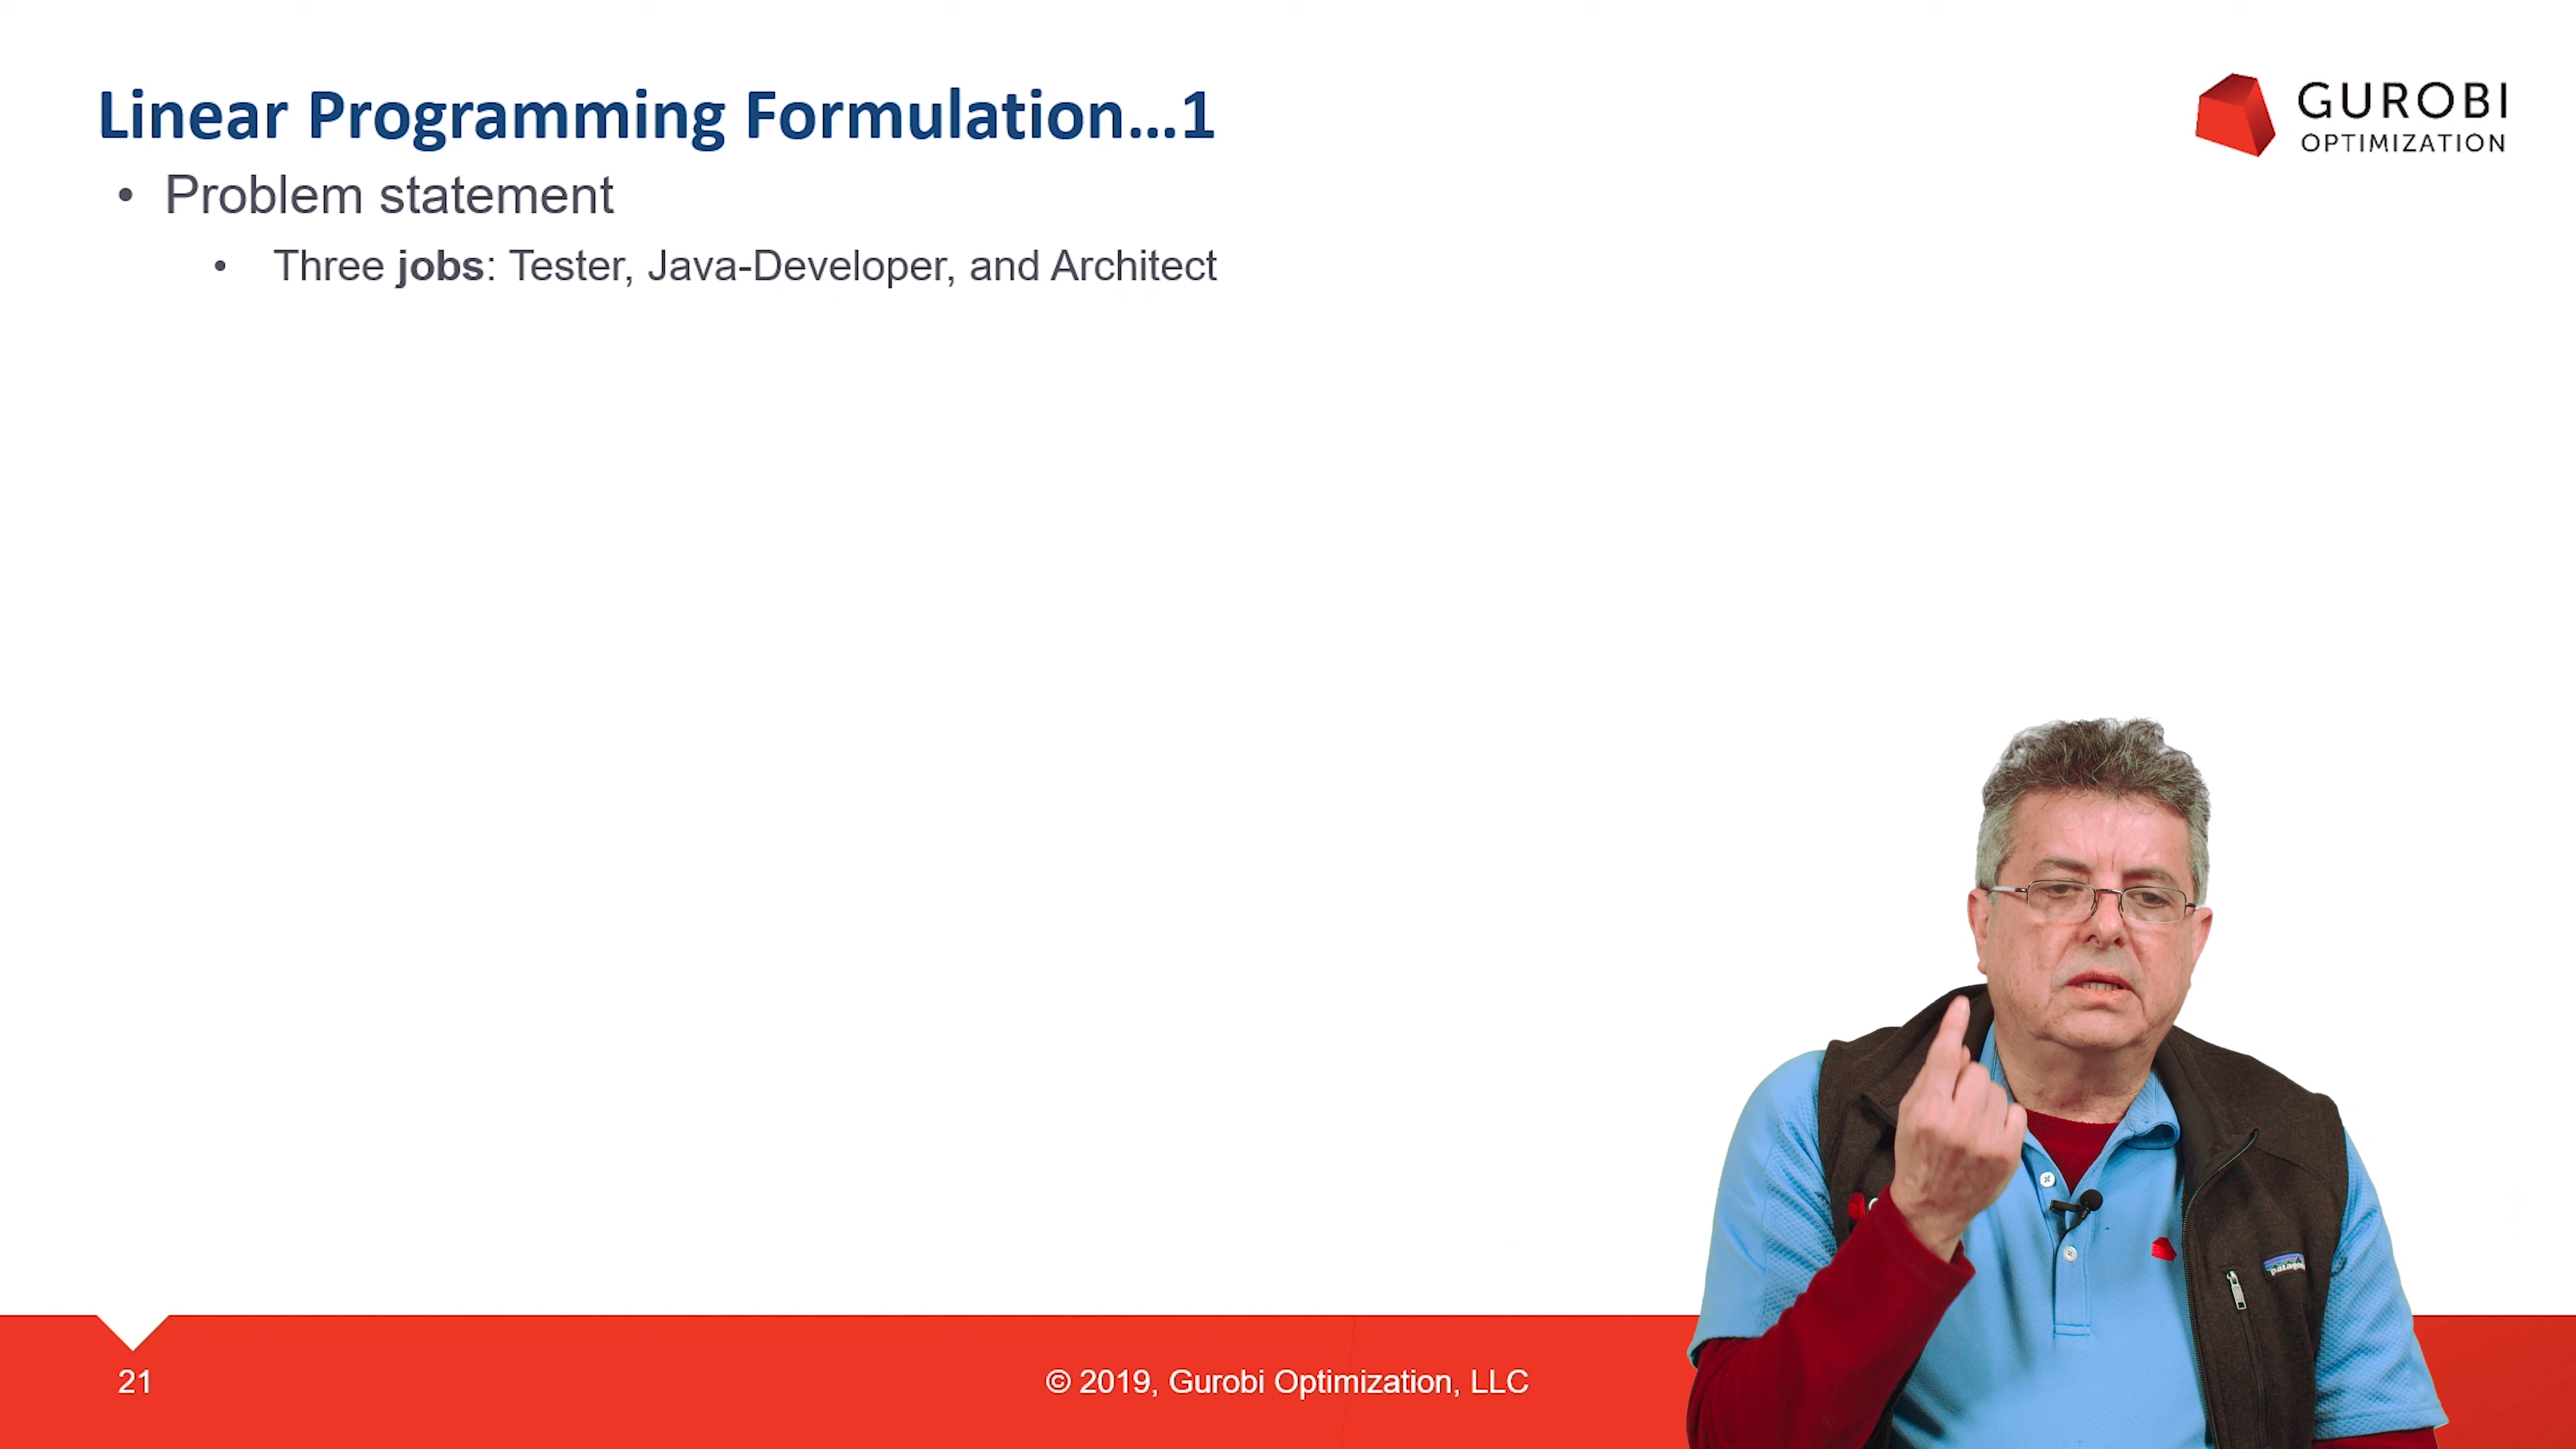 Linear Programming Formulation...1
GUROBI
OPTIMIZATION
• Problem statement
• Three jobs: Tester, Java-Developer, and Architect
21
© 2019, Gurobi Optimization, LLC